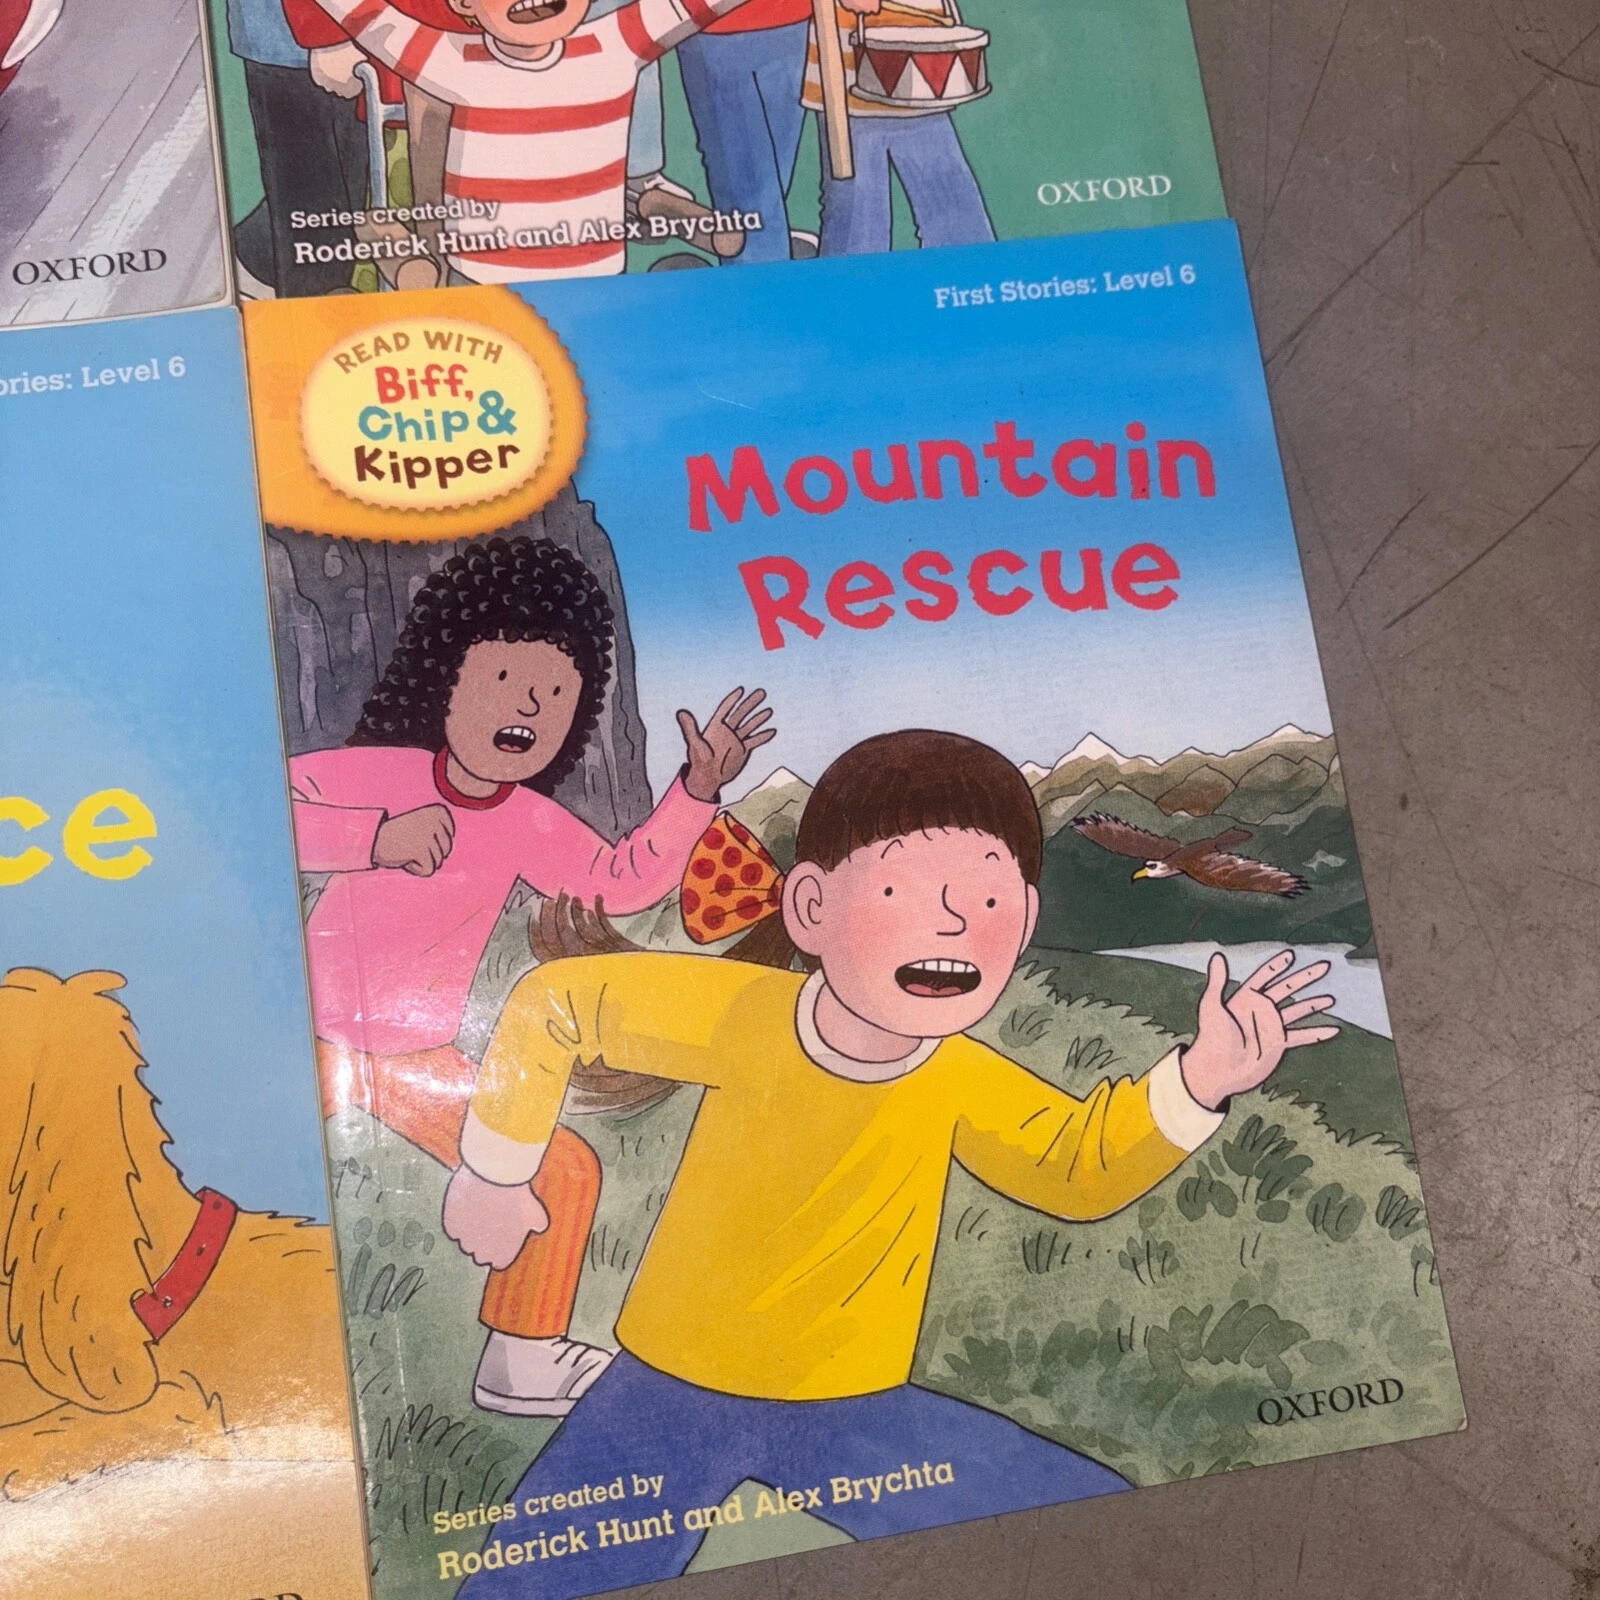 Series created by
Roderick Hunt and Alex Brychta
OXFORD
OXFORD
First Stories: Level 6
READ WITH
Biff,
Chip &
Kipper
Mountain
Rescue
OXFORD
Series created by
Roderick Hunt and Alex Brychta
Level 6